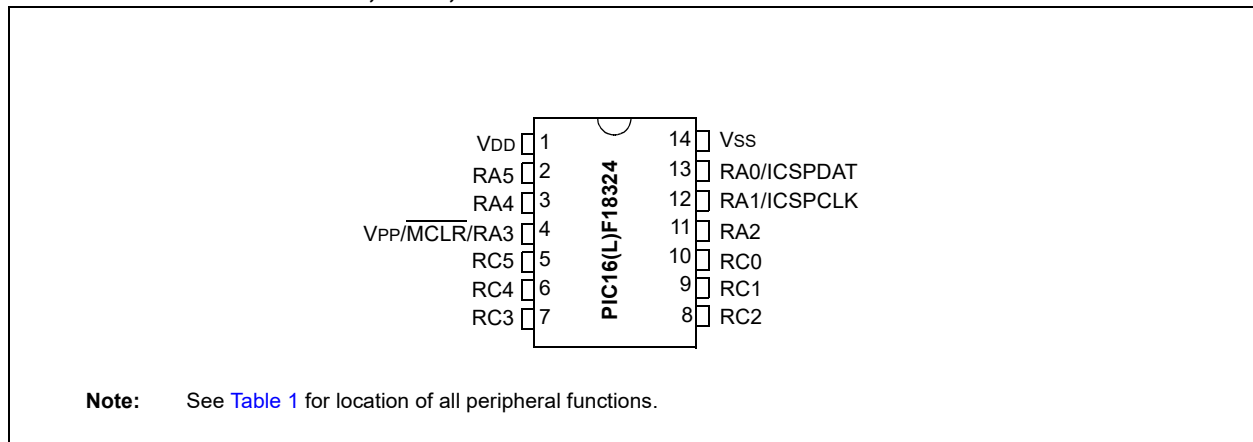 VDD 1 14 VSS
RA5 2 13 RA0/ICSPDAT
RA4 3 12 RA1/ICSPCLK
VPP/MCLR/RA3 4 11 RA2
RC5 5 10 RC0
RC4 6 9 RC1
RC3 7 8 RC2
PIC16(L)F18324
Note: See Table 1 for location of all peripheral functions.